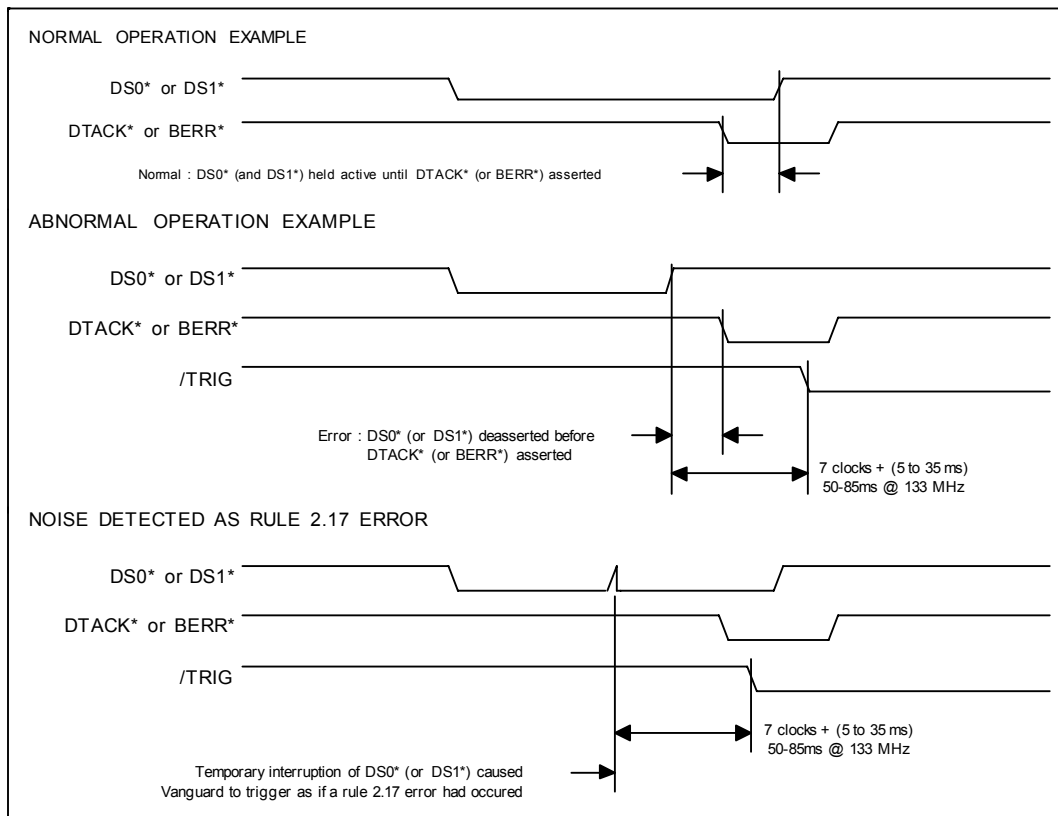 NORMAL OPERATION EXAMPLE
DS0* or DS1*
DTACK* or BERR*
Normal : DS0* (and DS1*) held active until DTACK* (or BERR*) asserted
ABNORMAL OPERATION EXAMPLE
DS0* or DS1*
DTACK* or BERR*
/TRIG
Error : DS0* (or DS1*) deasserted before
DTACK* (or BERR*) asserted
7 clocks + (5 to 35 ms)
50-85ms @ 133 MHz
NOISE DETECTED AS RULE 2.17 ERROR
DS0* or DS1*
DTACK* or BERR*
/TRIG
7 clocks + (5 to 35 ms)
50-85ms @ 133 MHz
Temporary interruption of DS0* (or DS1*) caused
Vanguard to trigger as if a rule 2.17 error had occured